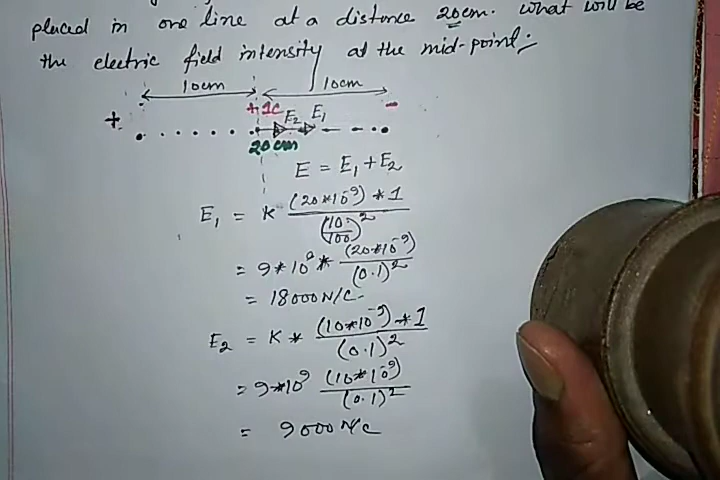 placed in one line at a distance 20cm. what will be
the electric field intensity at the mid-point:-
10cm 10cm
+ +1c -
E2 E1
20cm
E = E1 + E2
E1 = K (20*10^-9) * 1 / (10/100)^2
= 9*10^9 * (20*10^-9) / (0.1)^2
= 18000 N/C.
E2 = K * (10*10^-9) * 1 / (0.1)^2
= 9*10^9 (10*10^-9) / (0.1)^2
= 9000 N/C